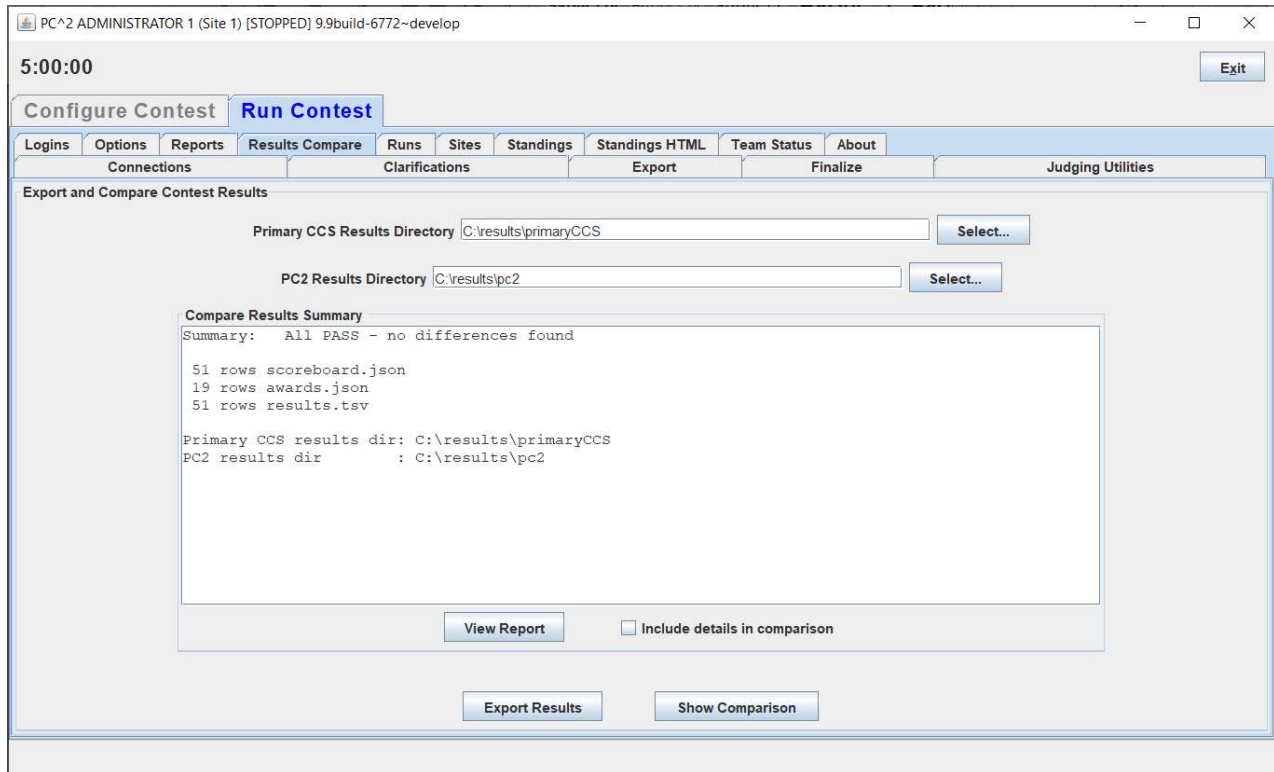 PC^2 ADMINISTRATOR 1 (Site 1) [STOPPED] 9.9build-6772~develop
5:00:00
Exit
Configure Contest Run Contest
Logins Options Reports Results Compare Runs Sites Standings Standings HTML Team Status About
Connections Clarifications Export Finalize Judging Utilities
Export and Compare Contest Results
Primary CCS Results Directory C:\results\primaryCCS Select...
PC2 Results Directory C:\results\pc2 Select...
Compare Results Summary
Summary:   All PASS - no differences found
51 rows scoreboard.json
19 rows awards.json
51 rows results.tsv
Primary CCS results dir: C:\results\primaryCCS
PC2 results dir        : C:\results\pc2
View Report Include details in comparison
Export Results Show Comparison